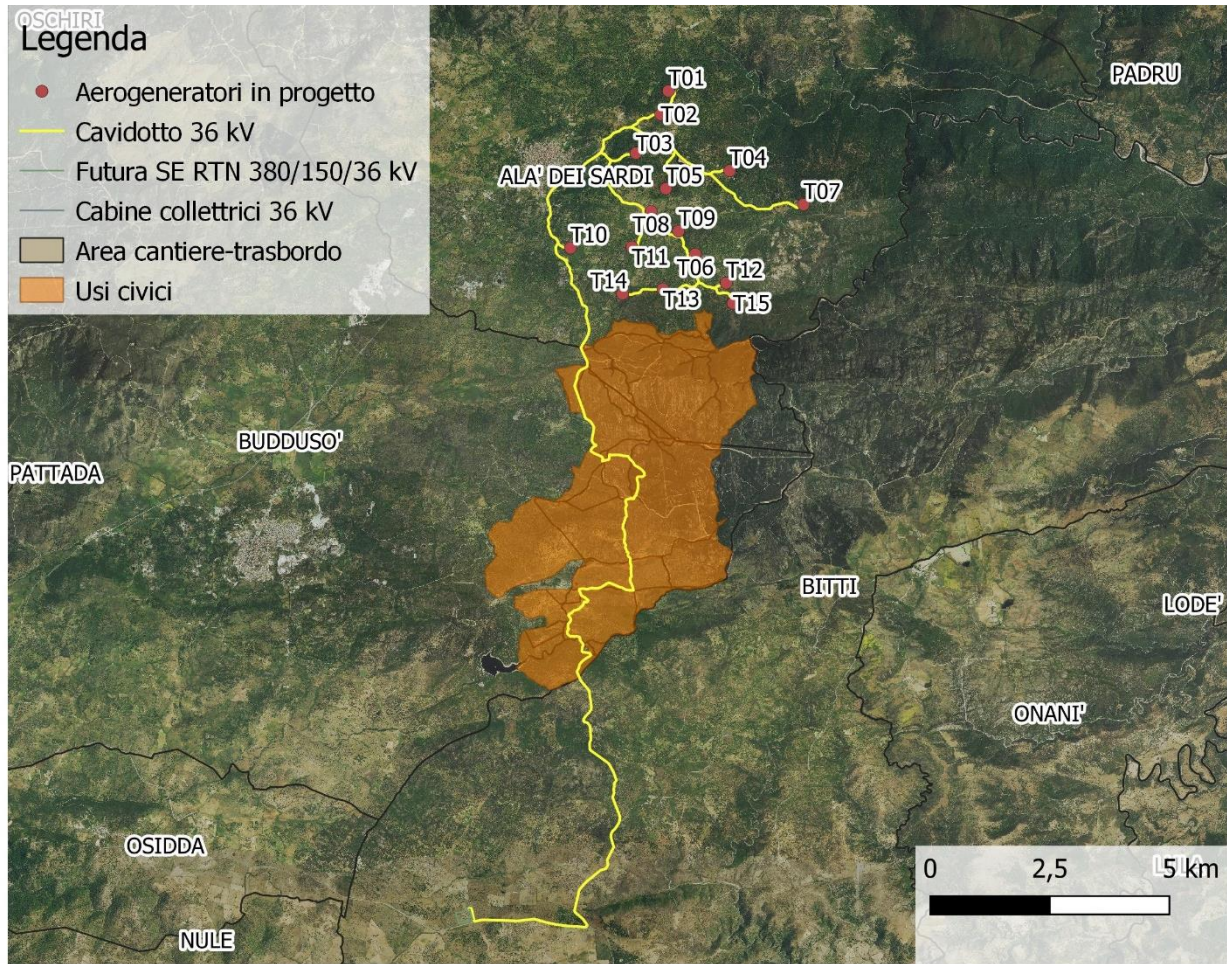 OSCHIRI
Legenda
Aerogeneratori in progetto
Cavidotto 36 kV
Futura SE RTN 380/150/36 kV
Cabine collettrici 36 kV
Area cantiere-trasbordo
Usi civici
PADRU
T01
T02
T03
T04
ALA' DEI SARDI
T05
T07
T08
T09
T10
T11
T06
T14
T13
T12
T15
BUDDUSO'
PATTADA
BITTI
LODE'
ONANI'
OSIDDA
NULE
0 2,5 5 km